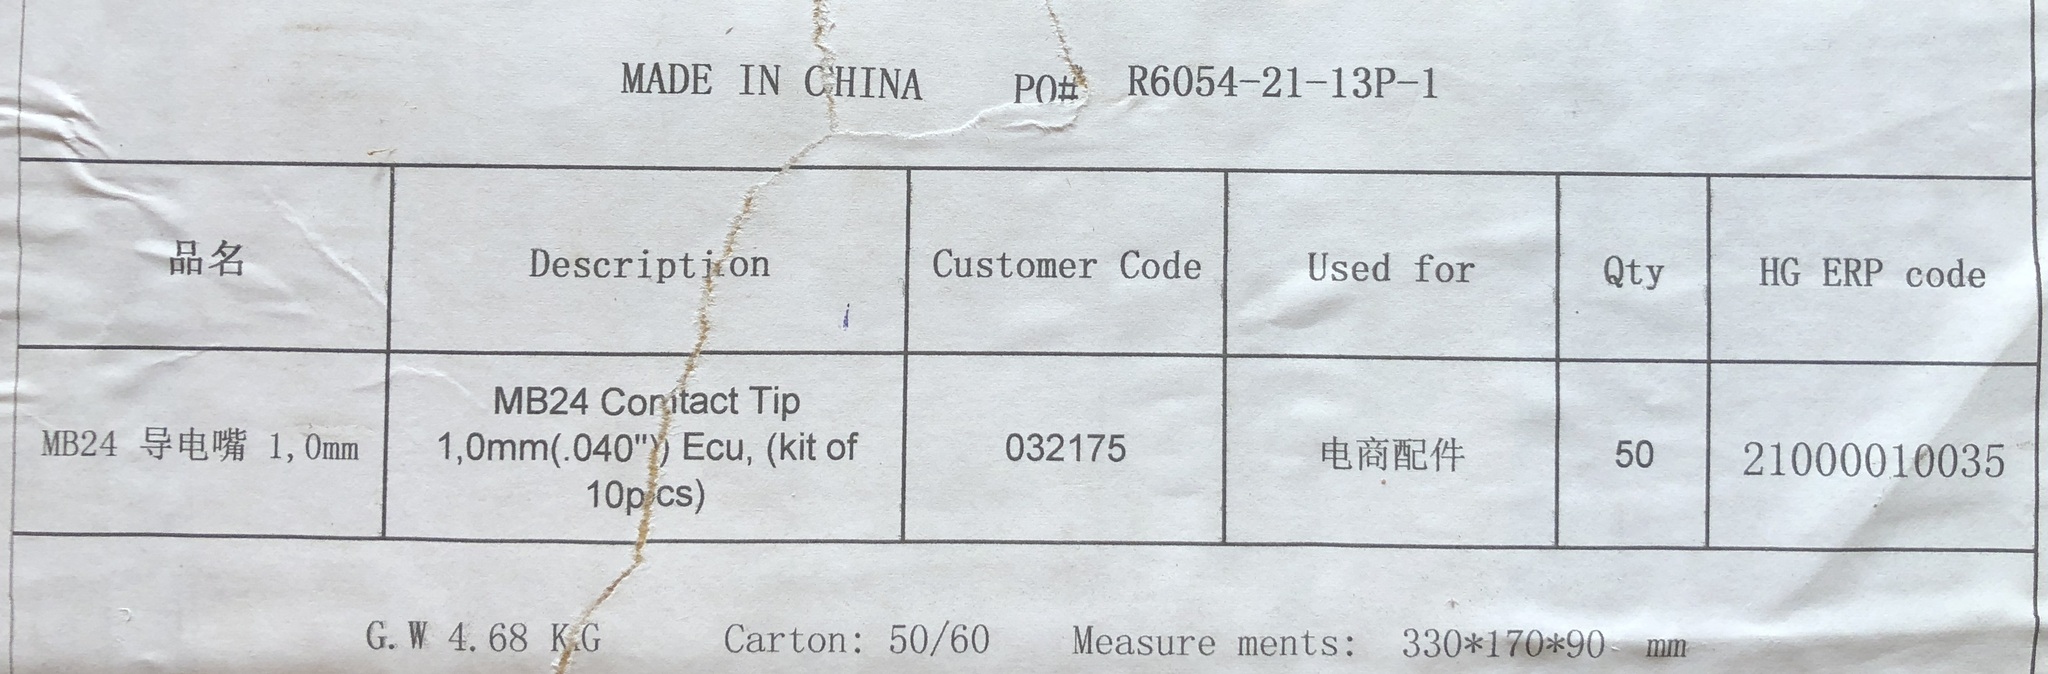 MADE IN CHINA PO# R6054-21-13P-1
品名 Description Customer Code Used for Qty HG ERP code
MB24 导电嘴 1,0mm
MB24 Contact Tip
1,0mm(.040") Ecu, (kit of
10pcs)
032175
电商配件
50
21000010035
G.W 4.68 KG Carton: 50/60 Measure ments: 330*170*90 mm